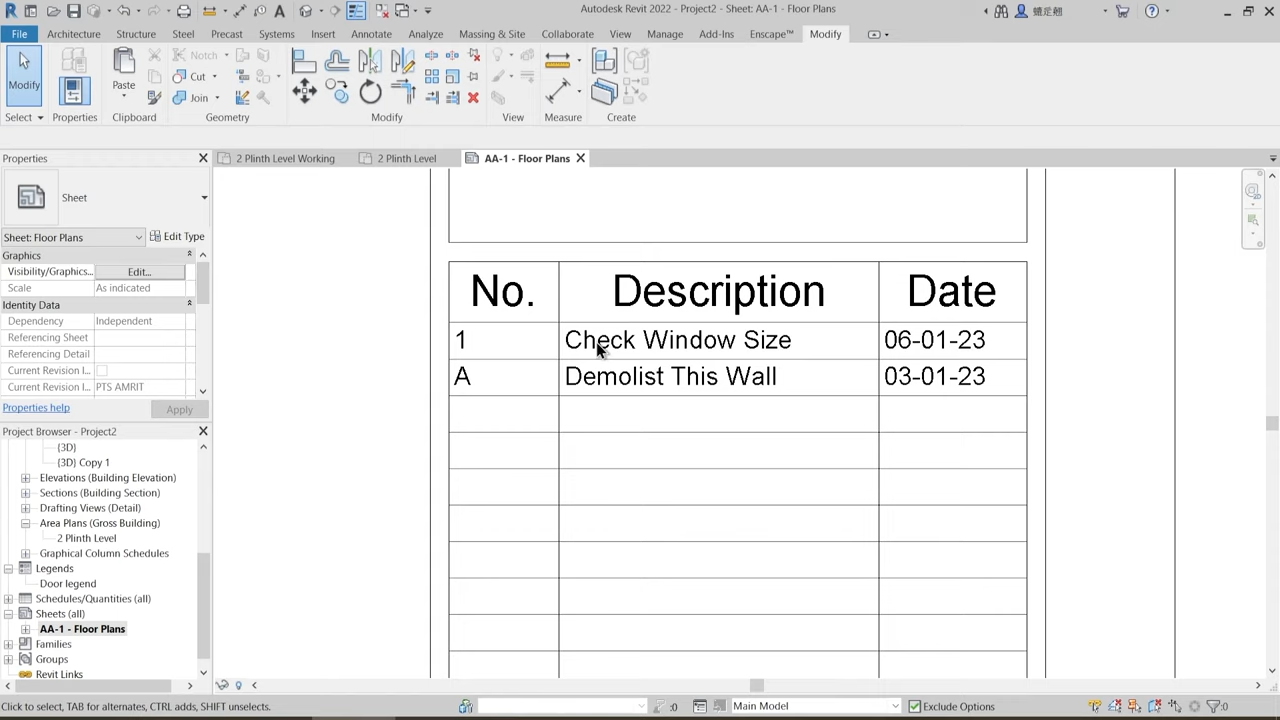 Autodesk Revit 2022 - Project2 - Sheet: AA-1 - Floor Plans
File Architecture Structure Steel Precast Systems Insert Annotate Analyze Massing & Site Collaborate View Manage Add-Ins Enscape™ Modify
Notch
Cut
Join
Modify
Paste
Select Properties Clipboard Geometry Modify View Measure Create
Properties
2 Plinth Level Working
2 Plinth Level
AA-1 - Floor Plans
Sheet
Sheet: Floor Plans
Edit Type
Graphics
Visibility/Graphics... Edit...
Scale As indicated
Identity Data
Dependency Independent
Referencing Sheet
Referencing Detail
Current Revision I...
Current Revision I... PTS AMRIT
Properties help
Apply
Project Browser - Project2
{3D}
{3D} Copy 1
Elevations (Building Elevation)
Sections (Building Section)
Drafting Views (Detail)
Area Plans (Gross Building)
2 Plinth Level
Graphical Column Schedules
Legends
Door legend
Schedules/Quantities (all)
Sheets (all)
AA-1 - Floor Plans
Families
Groups
Revit Links
No. Description Date
1 Check Window Size 06-01-23
A Demolist This Wall 03-01-23
Click to select, TAB for alternates, CTRL adds, SHIFT unselects.
:0
Main Model
Exclude Options
:0